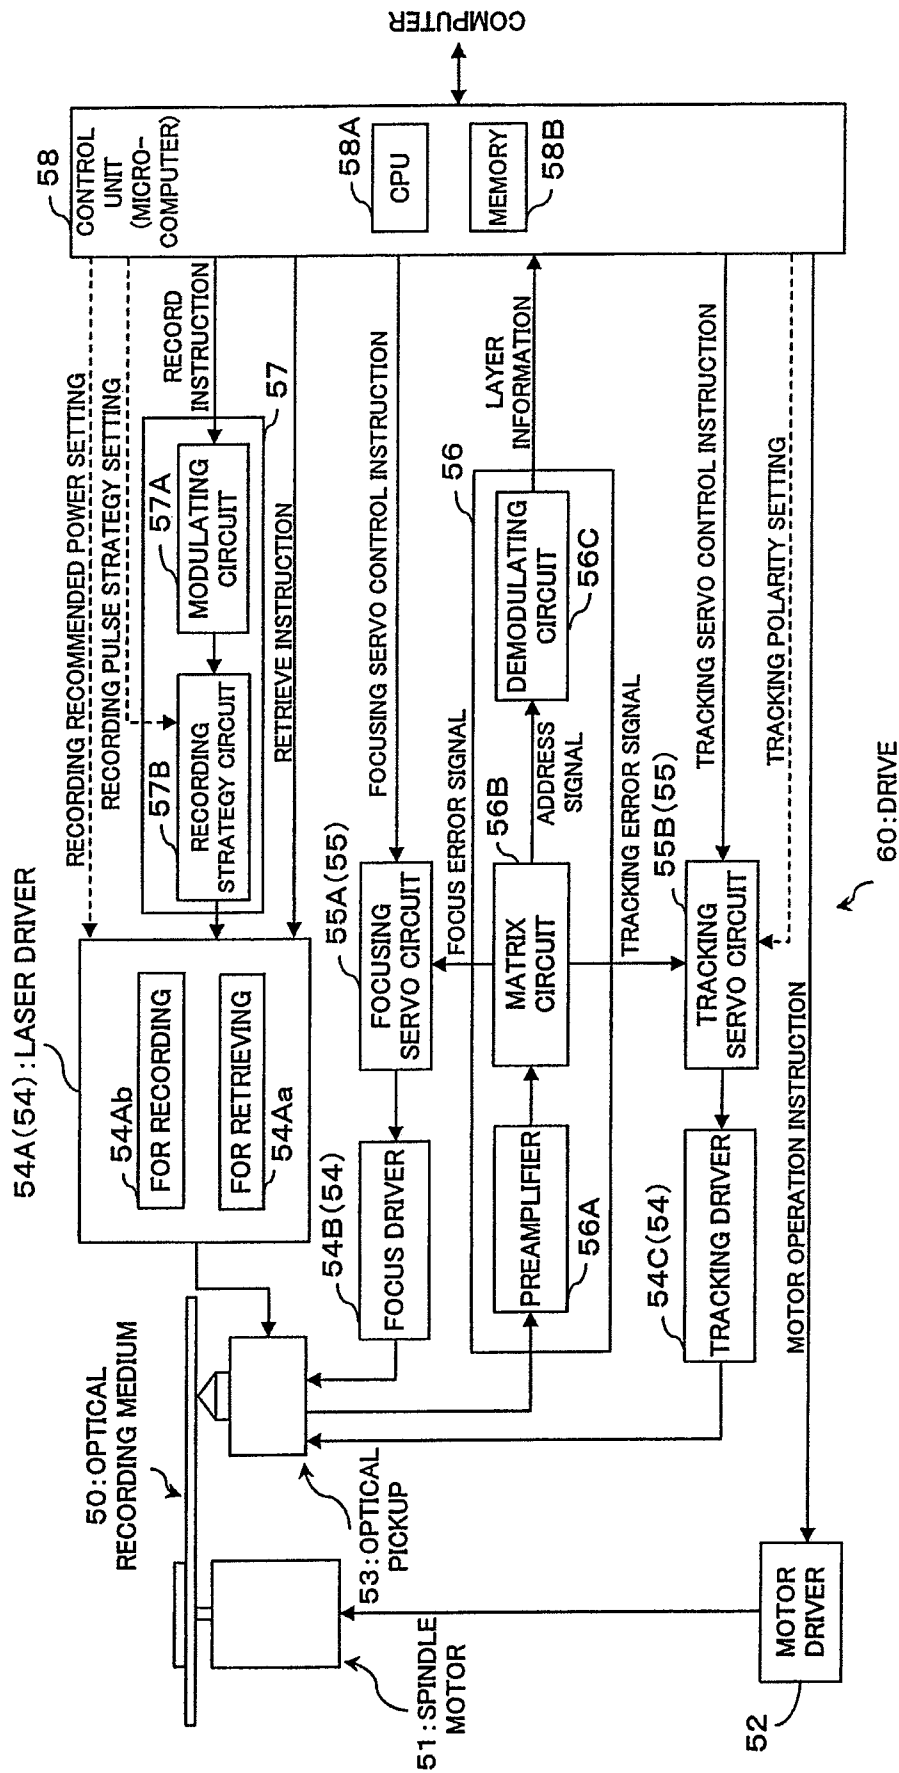 54A(54):LASER DRIVER
RECORDING RECOMMENDED POWER SETTING
58
CONTROL
UNIT
(MICRO-
COMPUTER)
RECORDING PULSE STRATEGY SETTING
54Ab
FOR RECORDING
57B
RECORDING
STRATEGY CIRCUIT
57A
MODULATING
CIRCUIT
RECORD
INSTRUCTION
57
FOR RETRIEVING
54Aa
RETRIEVE INSTRUCTION
50:OPTICAL
RECORDING MEDIUM
54B(54)
FOCUS DRIVER
55A(55)
FOCUSING
SERVO CIRCUIT
FOCUSING SERVO CONTROL INSTRUCTION
58A
CPU
COMPUTER
53:OPTICAL
PICKUP
51:SPINDLE
MOTOR
FOCUS ERROR SIGNAL
56
PREAMPLIFIER
56A
56B
MATRIX
CIRCUIT
ADDRESS
SIGNAL
DEMODULATING
CIRCUIT
56C
LAYER
INFORMATION
MEMORY
58B
TRACKING ERROR SIGNAL
54C(54)
TRACKING DRIVER
55B(55)
TRACKING
SERVO CIRCUIT
TRACKING SERVO CONTROL INSTRUCTION
TRACKING POLARITY SETTING
MOTOR OPERATION INSTRUCTION
MOTOR
DRIVER
52
60:DRIVE